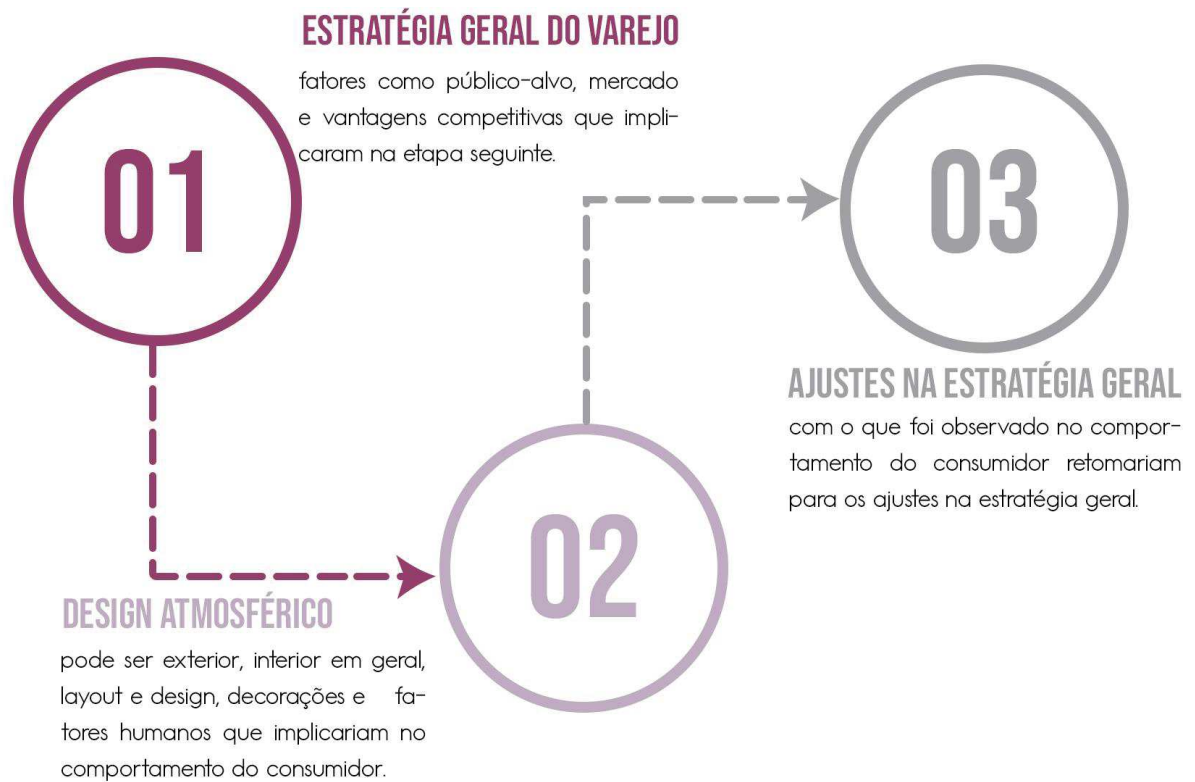 01
ESTRATÉGIA GERAL DO VAREJO
fatores como público-alvo, mercado
e vantagens competitivas que impli-
caram na etapa seguinte.
02
DESIGN ATMOSFÉRICO
pode ser exterior, interior em geral,
layout e design, decorações e fa-
tores humanos que implicariam no
comportamento do consumidor.
03
AJUSTES NA ESTRATÉGIA GERAL
com o que foi observado no compor-
tamento do consumidor retomariam
para os ajustes na estratégia geral.